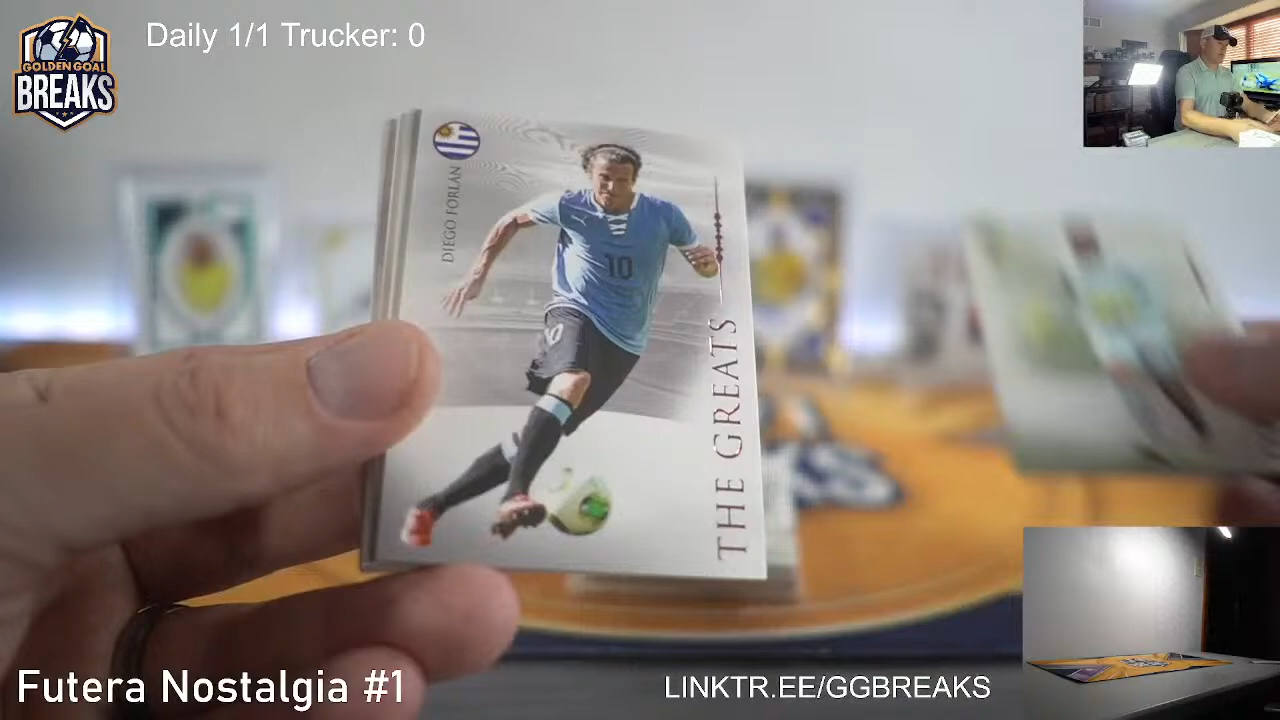 GOLDEN GOAL
BREAKS
Daily 1/1 Trucker: 0
DIEGO FORLAN
10
THE GREATS
Futera Nostalgia #1
LINKTR.EE/GGBREAKS